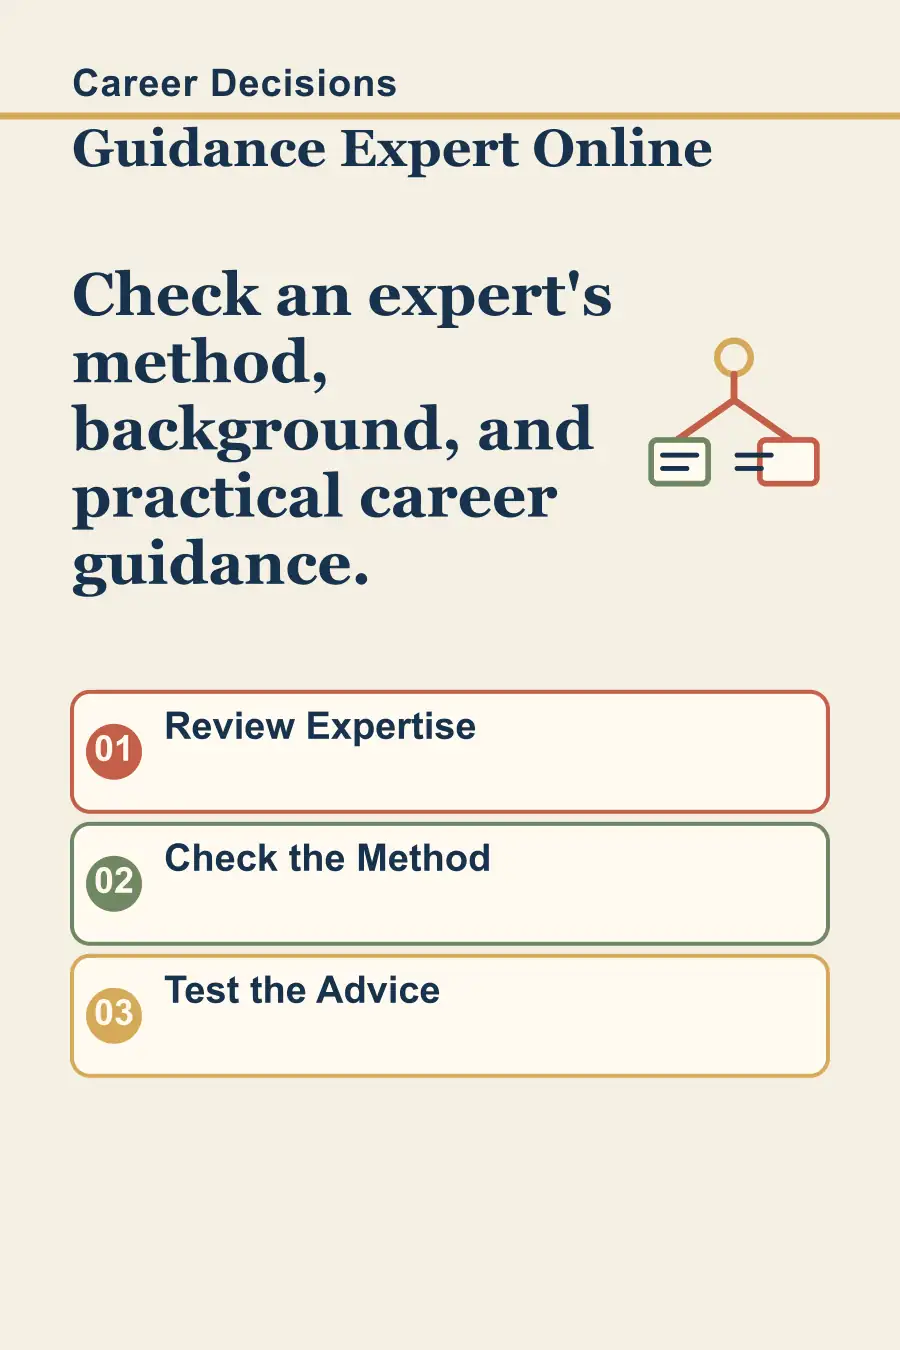 Career Decisions
Guidance Expert Online
Check an expert's
method,
background, and
practical career
guidance.
01 Review Expertise
02 Check the Method
03 Test the Advice